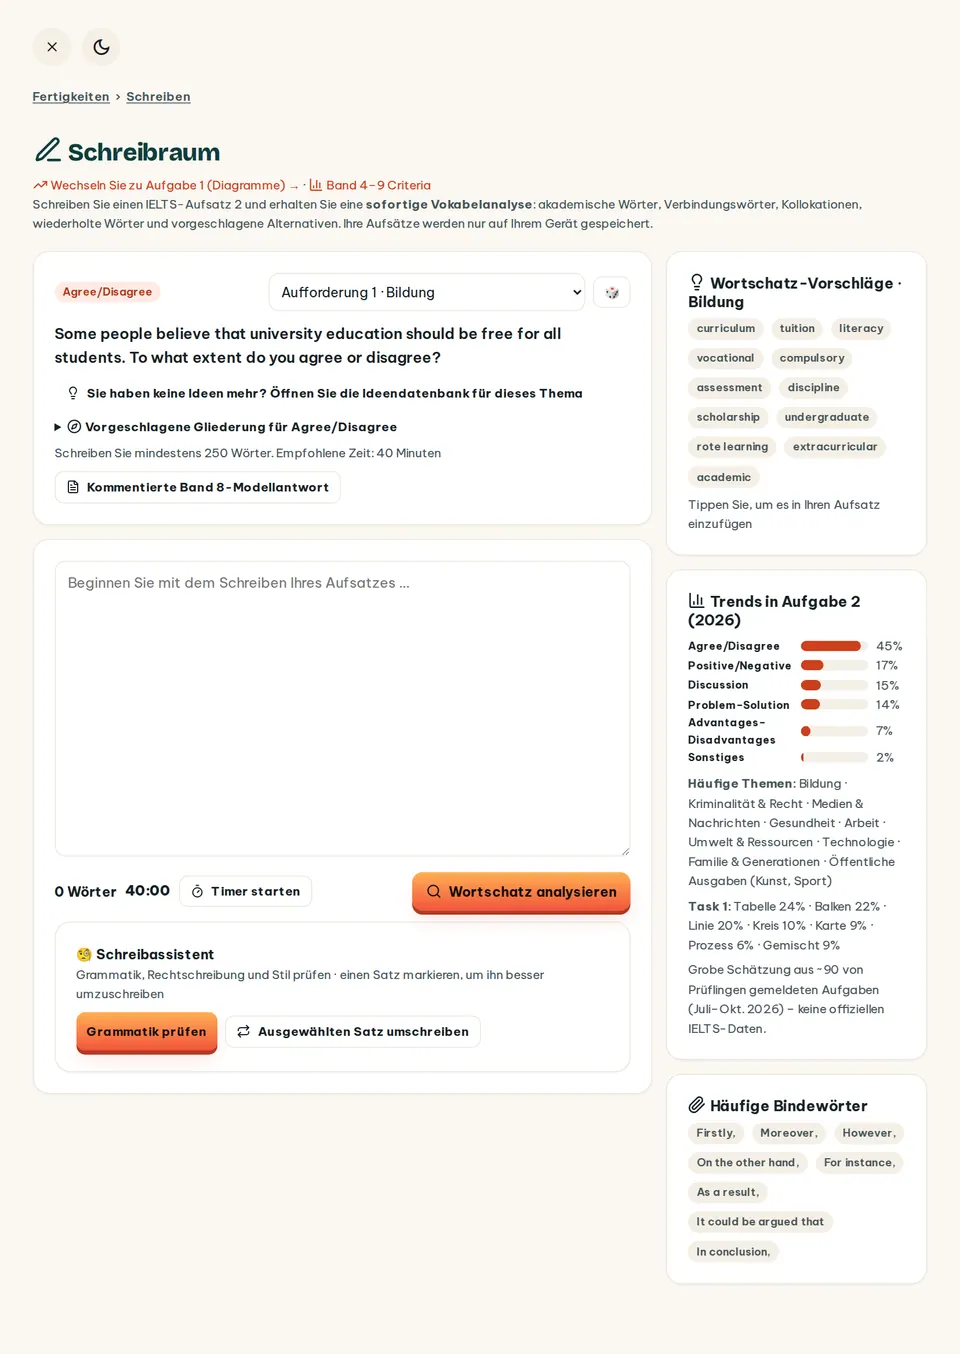 Fertigkeiten › Schreiben
Schreibraum
Wechseln Sie zu Aufgabe 1 (Diagramme) → · Band 4–9 Criteria
Schreiben Sie einen IELTS-Aufsatz 2 und erhalten Sie eine sofortige Vokabelanalyse: akademische Wörter, Verbindungswörter, Kollokationen,
wiederholte Wörter und vorgeschlagene Alternativen. Ihre Aufsätze werden nur auf Ihrem Gerät gespeichert.
Agree/Disagree
Aufforderung 1 · Bildung
Some people believe that university education should be free for all
students. To what extent do you agree or disagree?
Sie haben keine Ideen mehr? Öffnen Sie die Ideendatenbank für dieses Thema
Vorgeschlagene Gliederung für Agree/Disagree
Schreiben Sie mindestens 250 Wörter. Empfohlene Zeit: 40 Minuten
Kommentierte Band 8-Modellantwort
Beginnen Sie mit dem Schreiben Ihres Aufsatzes ...
0 Wörter 40:00 Timer starten
Wortschatz analysieren
Schreibassistent
Grammatik, Rechtschreibung und Stil prüfen · einen Satz markieren, um ihn besser
umzuschreiben
Grammatik prüfen
Ausgewählten Satz umschreiben
Wortschatz-Vorschläge ·
Bildung
curriculum tuition literacy
vocational compulsory
assessment discipline
scholarship undergraduate
rote learning extracurricular
academic
Tippen Sie, um es in Ihren Aufsatz
einzufügen
Trends in Aufgabe 2
(2026)
Agree/Disagree 45%
Positive/Negative 17%
Discussion 15%
Problem-Solution 14%
Advantages-
Disadvantages 7%
Sonstiges 2%
Häufige Themen: Bildung ·
Kriminalität & Recht · Medien &
Nachrichten · Gesundheit · Arbeit ·
Umwelt & Ressourcen · Technologie ·
Familie & Generationen · Öffentliche
Ausgaben (Kunst, Sport)
Task 1: Tabelle 24% · Balken 22% ·
Linie 20% · Kreis 10% · Karte 9% ·
Prozess 6% · Gemischt 9%
Grobe Schätzung aus ~90 von
Prüflingen gemeldeten Aufgaben
(Juli–Okt. 2026) – keine offiziellen
IELTS-Daten.
Häufige Bindewörter
Firstly, Moreover, However,
On the other hand, For instance,
As a result,
It could be argued that
In conclusion,